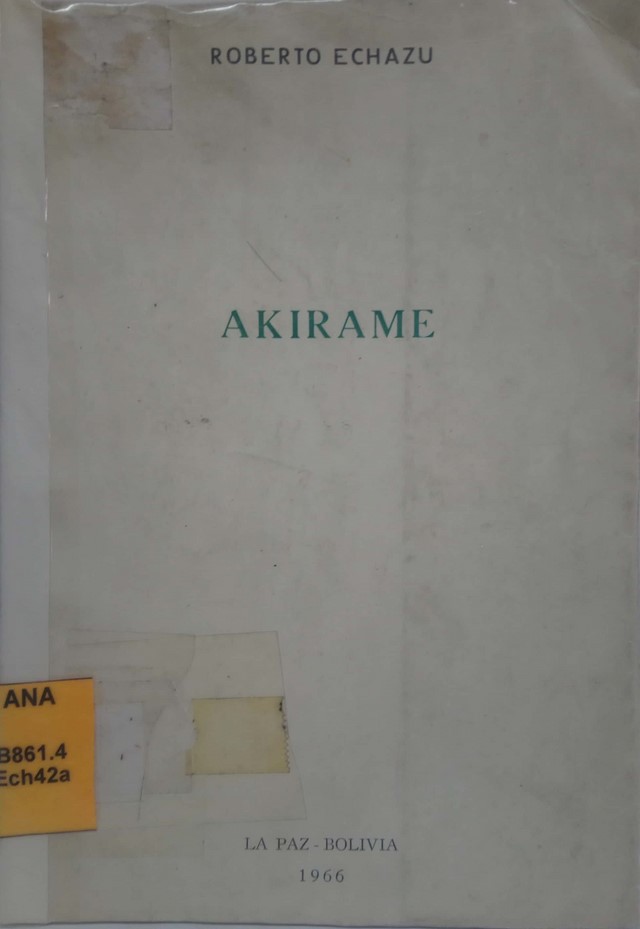 ROBERTO ECHAZU
AKIRAME
ANA
B861.4
Ech42a
LA PAZ - BOLIVIA
1966